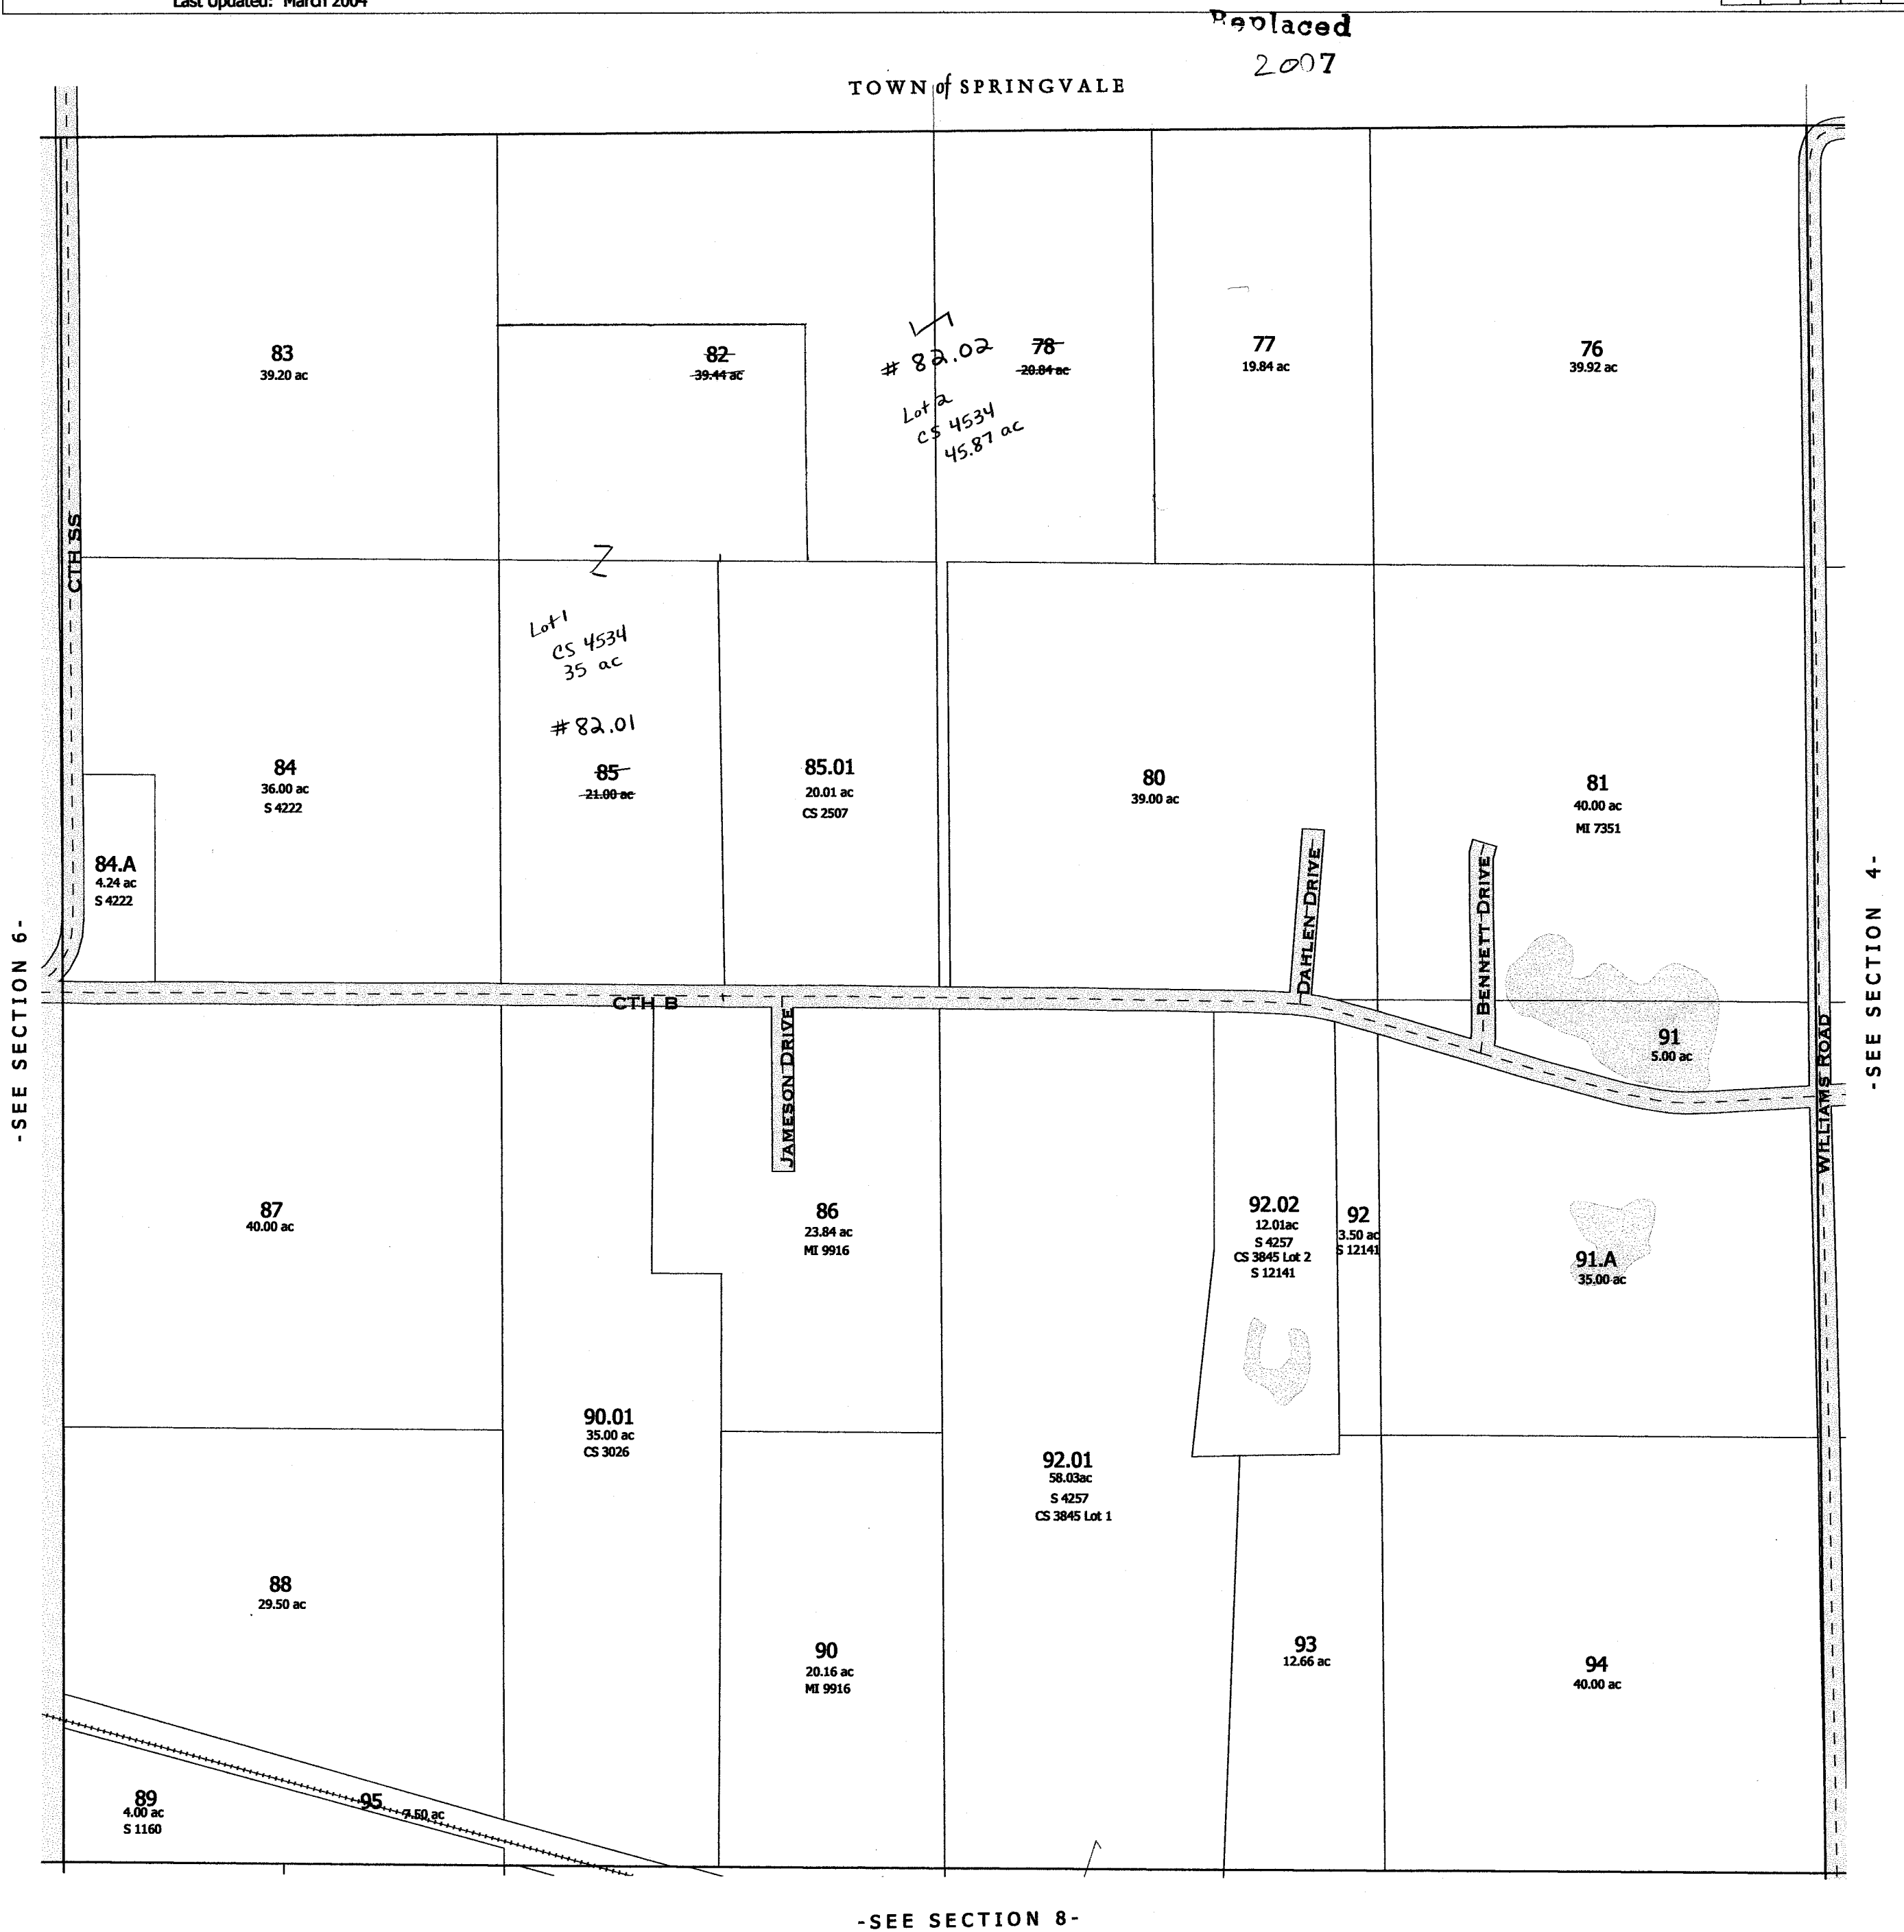 Last Updated: March 2004
Replaced
2007
TOWN of SPRINGVALE
83
39.20 ac
82
39.44 ac
# 82.02
Lot 2
CS 4534
45.87 ac
78
20.84 ac
77
19.84 ac
76
39.92 ac
CTH SS
Lot 1
CS 4534
35 ac
# 82.01
84
36.00 ac
S 4222
85
21.00 ac
85.01
20.01 ac
CS 2507
80
39.00 ac
81
40.00 ac
MI 7351
84.A
4.24 ac
S 4222
DAHLEN DRIVE
BENNETT DRIVE
-SEE SECTION 6-
-SEE SECTION 4-
CTH B
JAMESON DRIVE
91
5.00 ac
WILLIAMS ROAD
87
40.00 ac
86
23.84 ac
MI 9916
92.02
12.01ac
S 4257
CS 3845 Lot 2
S 12141
92
3.50 ac
S 12141
91.A
35.00 ac
90.01
35.00 ac
CS 3026
92.01
58.03ac
S 4257
CS 3845 Lot 1
88
29.50 ac
90
20.16 ac
MI 9916
93
12.66 ac
94
40.00 ac
89
4.00 ac
S 1160
95
7.50 ac
-SEE SECTION 8-